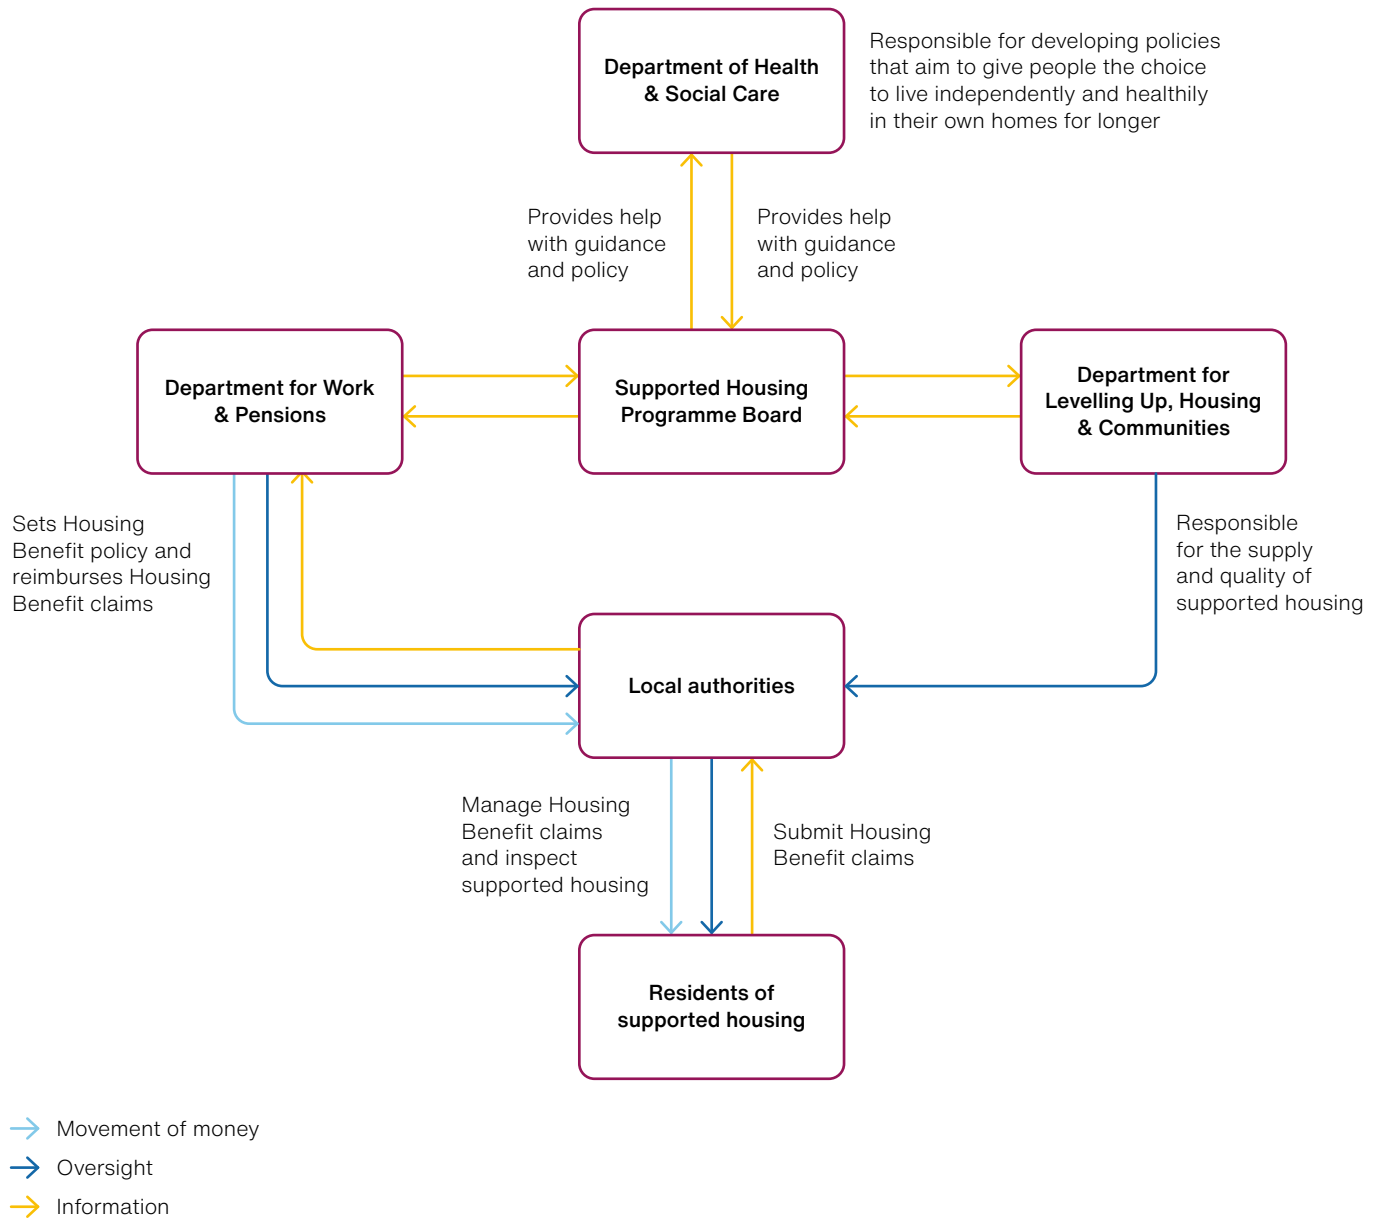 Department of Health
& Social Care
Responsible for developing policies
that aim to give people the choice
to live independently and healthily
in their own homes for longer
Provides help
with guidance
and policy
Provides help
with guidance
and policy
Department for Work
& Pensions
Supported Housing
Programme Board
Department for
Levelling Up, Housing
& Communities
Sets Housing
Benefit policy and
reimburses Housing
Benefit claims
Responsible
for the supply
and quality of
supported housing
Local authorities
Manage Housing
Benefit claims
and inspect
supported housing
Submit Housing
Benefit claims
Residents of
supported housing
Movement of money
Oversight
Information